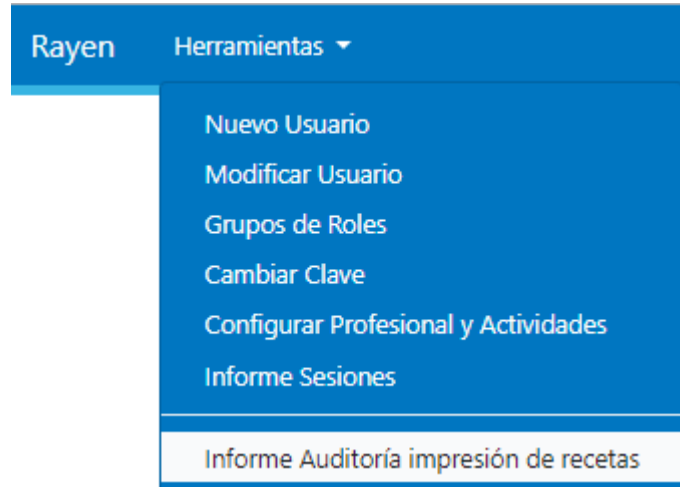 Rayen Herramientas
Nuevo Usuario
Modificar Usuario
Grupos de Roles
Cambiar Clave
Configurar Profesional y Actividades
Informe Sesiones
Informe Auditoría impresión de recetas